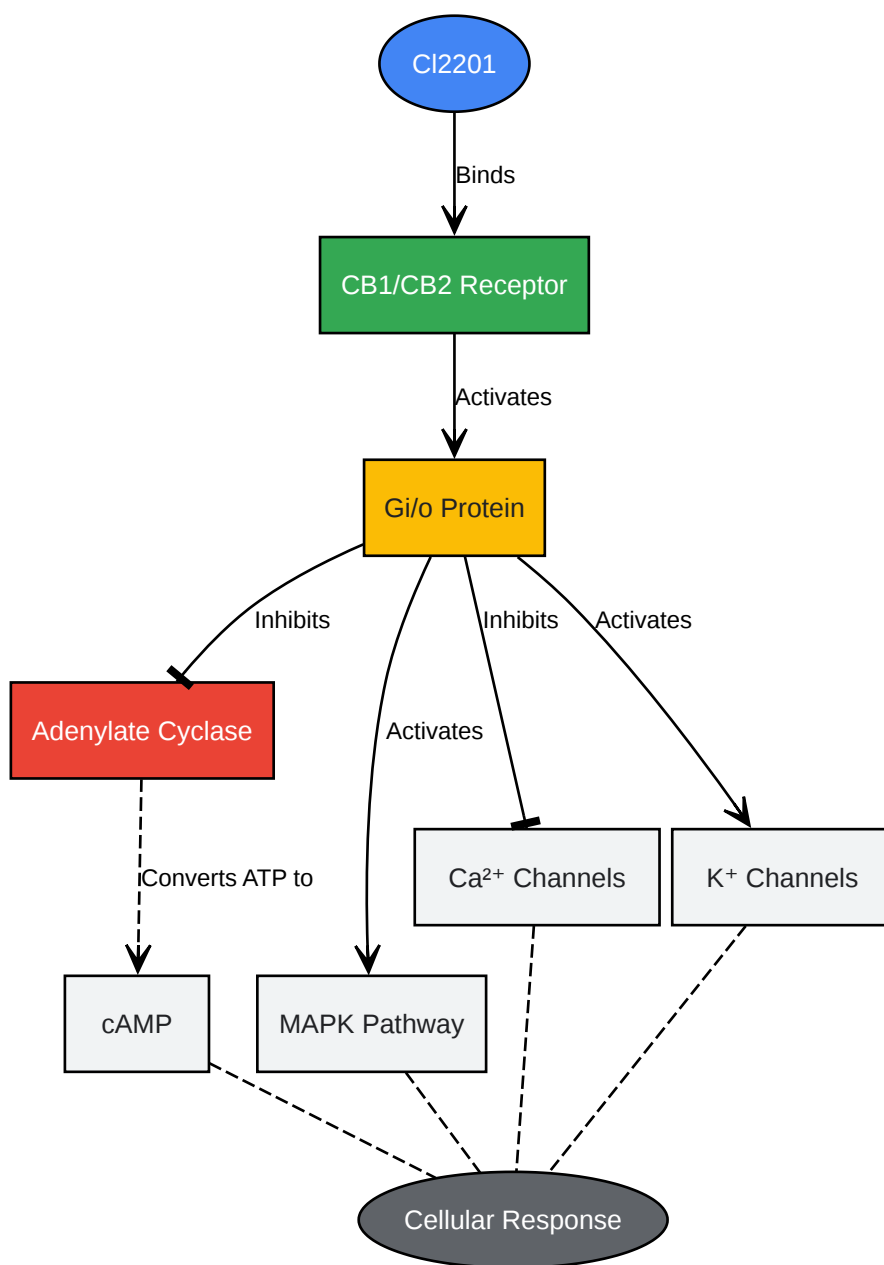 Cl2201
Binds
CB1/CB2 Receptor
Activates
Gi/o Protein
Inhibits
Inhibits
Activates
Adenylate Cyclase
Activates
Converts ATP to
Ca²⁺ Channels
K⁺ Channels
cAMP
MAPK Pathway
Cellular Response